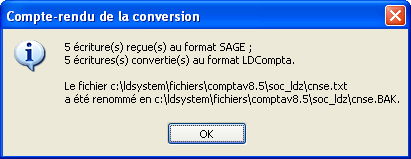 Compte-rendu de la conversion
5 écriture(s) reçue(s) au format SAGE ;
5 écritures(s) convertie(s) au format LDCompta.
Le fichier c:\ldsystem\fichiers\comptav8.5\soc_ldz\cnse.txt
a été renommé en c:\ldsystem\fichiers\comptav8.5\soc_ldz\cnse.BAK.
OK